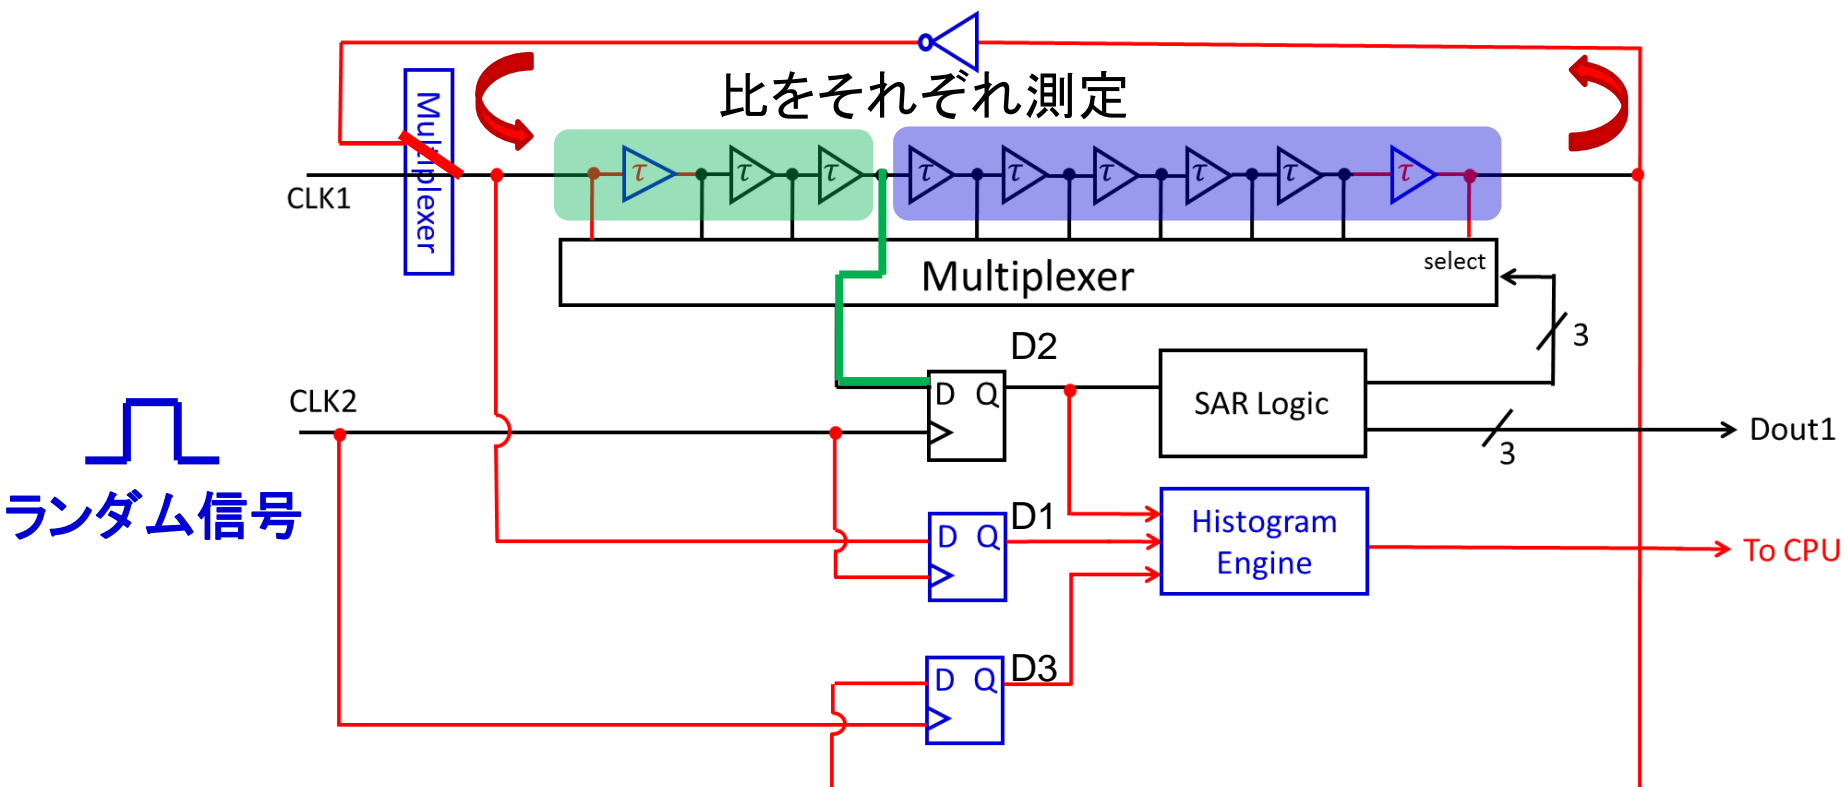 比をそれぞれ測定
Multiplexer
CLK1
τ τ τ τ τ τ τ τ τ
select
Multiplexer
3
D2
D Q
SAR Logic
CLK2
3
Dout1
ランダム信号
D1
D Q
Histogram
Engine
To CPU
D3
D Q